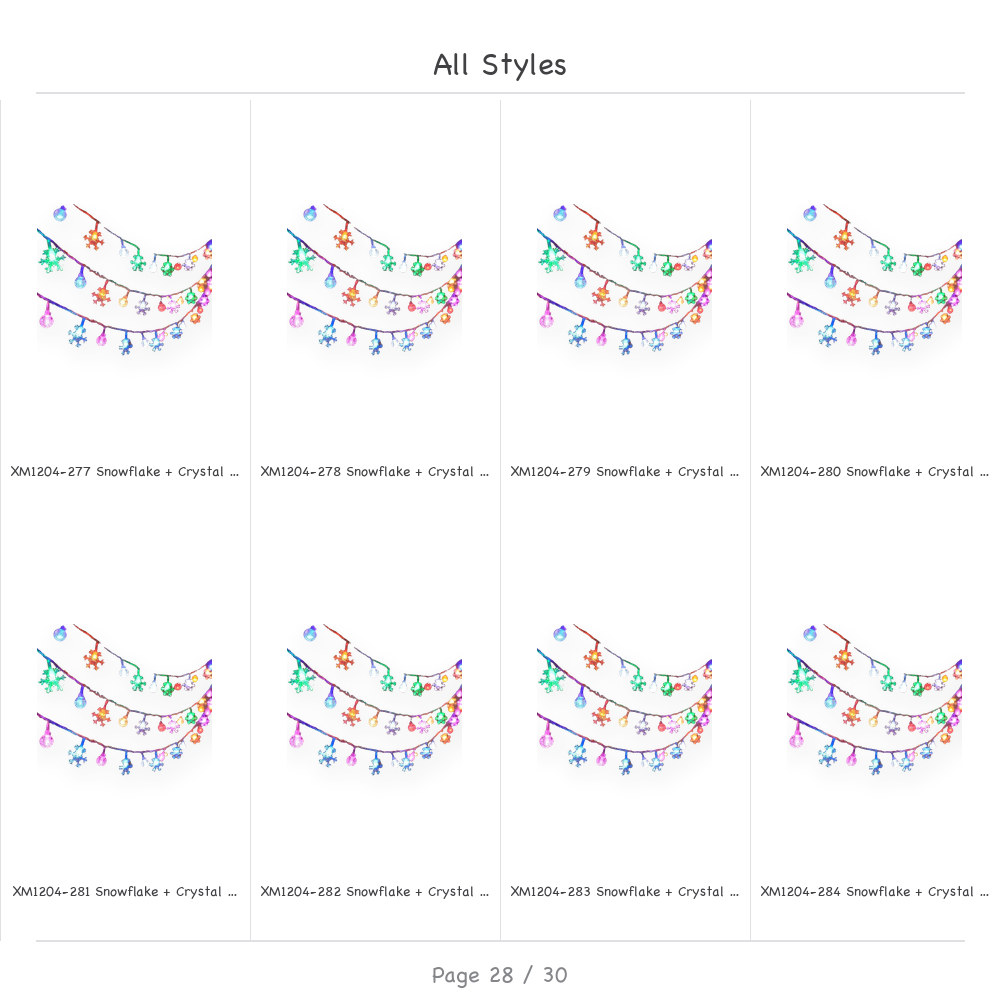 All Styles
XM1204-277 Snowflake + Crystal ...
XM1204-278 Snowflake + Crystal ...
XM1204-279 Snowflake + Crystal ...
XM1204-280 Snowflake + Crystal ...
XM1204-281 Snowflake + Crystal ...
XM1204-282 Snowflake + Crystal ...
XM1204-283 Snowflake + Crystal ...
XM1204-284 Snowflake + Crystal ...
Page 28 / 30